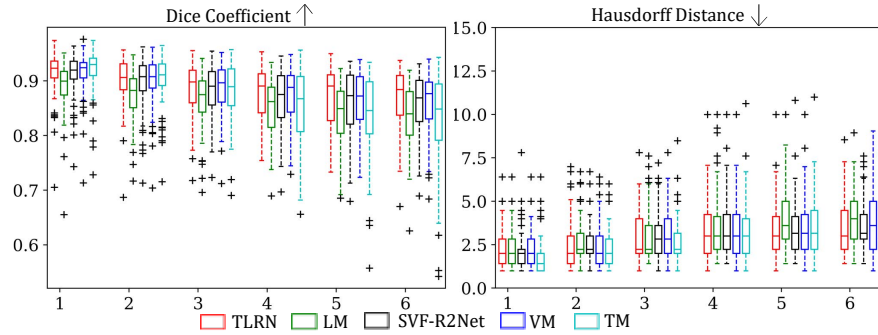 Dice Coefficient ↑
Hausdorff Distance ↓
0.9
0.8
0.7
0.6
1 2 3 4 5 6
15.0
12.5
10.0
7.5
5.0
2.5
0.0
1 2 3 4 5 6
TLRN LM SVF-R2Net VM TM